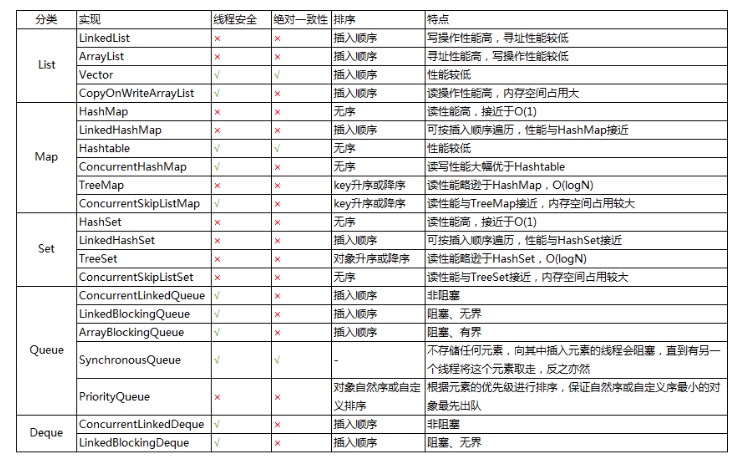 分类 实现 线程安全 绝对一致性 排序 特点
List LinkedList × × 插入顺序 写操作性能高，寻址性能较低
ArrayList × × 插入顺序 寻址性能高，写操作性能较低
Vector √ √ 插入顺序 性能较低
CopyOnWriteArrayList √ × 插入顺序 读操作性能高，内存空间占用大
Map HashMap × × 无序 读性能高，接近于O(1)
LinkedHashMap × × 插入顺序 可按插入顺序遍历，性能与HashMap接近
Hashtable √ √ 无序 性能较低
ConcurrentHashMap √ × 无序 读写性能大幅优于Hashtable
TreeMap × × key升序或降序 读性能略逊于HashMap，O(logN)
ConcurrentSkipListMap √ × key升序或降序 读性能与TreeMap接近，内存空间占用较大
Set HashSet × × 无序 读性能高，接近于O(1)
LinkedHashSet × × 插入顺序 可按插入顺序遍历，性能与HashSet接近
TreeSet × × 对象升序或降序 读性能略逊于HashSet，O(logN)
ConcurrentSkipListSet × × 无序 读性能与TreeSet接近，内存空间占用较大
Queue ConcurrentLinkedQueue √ × 插入顺序 非阻塞
LinkedBlockingQueue √ × 插入顺序 阻塞、无界
ArrayBlockingQueue √ × 插入顺序 阻塞、有界
SynchronousQueue √ √ - 不存储任何元素，向其中插入元素的线程会阻塞，直到有另一
个线程将这个元素取走，反之亦然
PriorityQueue × × 对象自然序或自定 根据元素的优先级进行排序，保证自然序或自定义序最小的对
义排序 象最先出队
Deque ConcurrentLinkedDeque √ × 插入顺序 非阻塞
LinkedBlockingDeque √ × 插入顺序 阻塞、无界